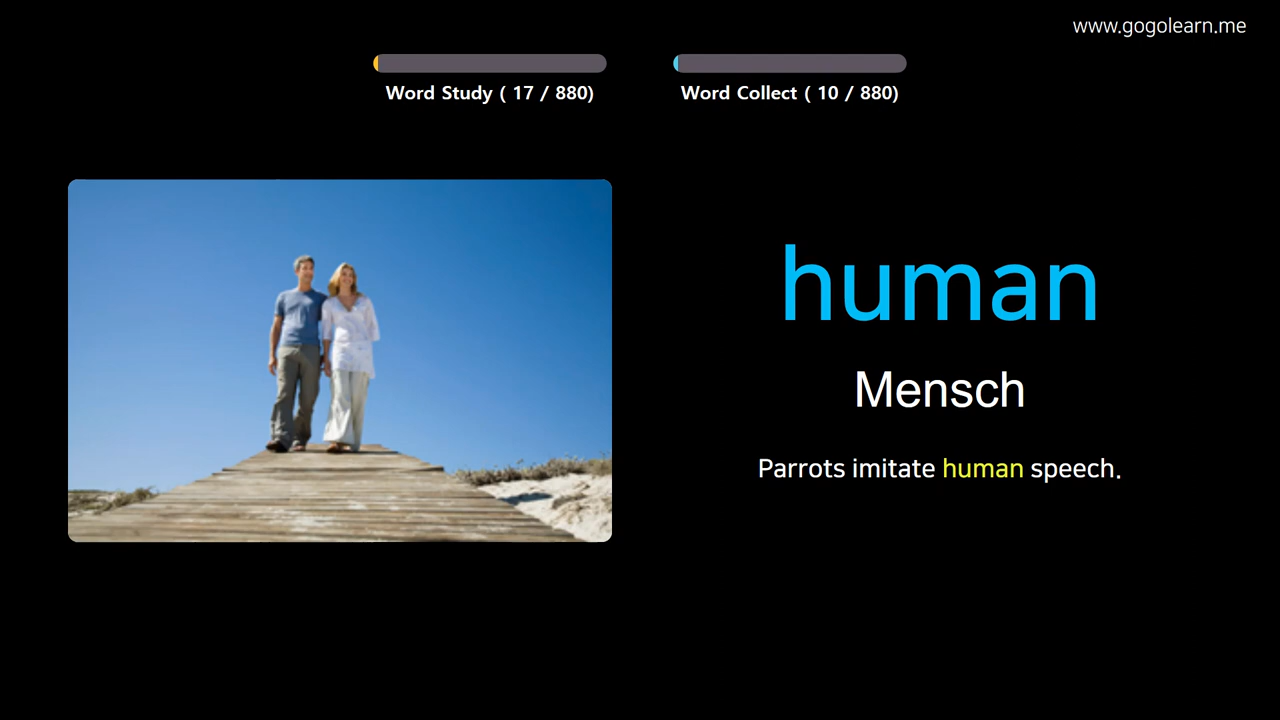 www.gogolearn.me
Word Study ( 17 / 880)
Word Collect ( 10 / 880)
human
Mensch
Parrots imitate human speech.